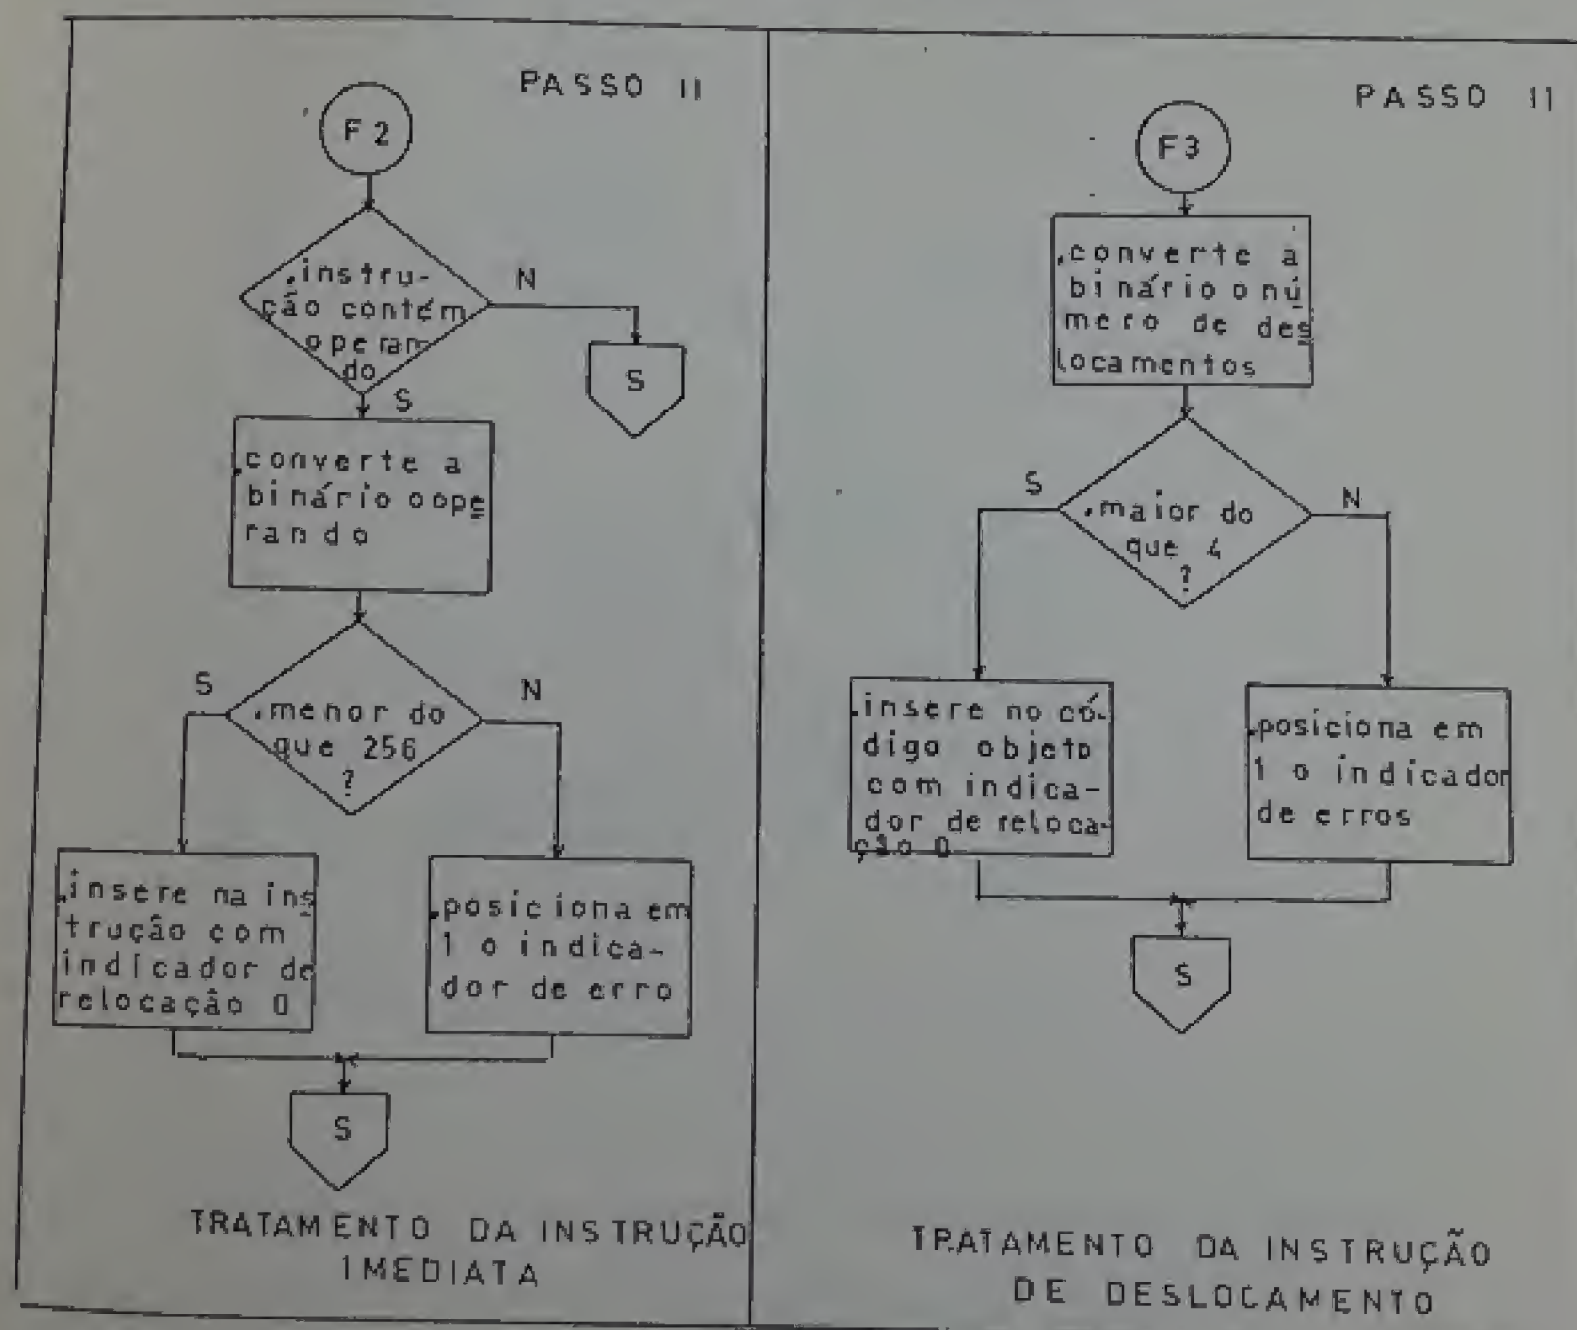 PASSO II
F2
.instru-
ção contém
operan-
do
N
S
S
.converte a
binário o ope
rando
S
N
.menor do
que 256
?
.insere na ins
trução com
indicador de
relocação 0
.posiciona em
1 o indica-
dor de erro
S
TRATAMENTO DA INSTRUÇÃO
IMEDIATA
PASSO II
F3
.converte a
binário o nú
mero de des
locamentos
S
N
.maior do
que 4
?
.insere no có-
digo objeto
com indica-
dor de reloca-
ção 0
.posiciona em
1 o indicador
de erros
S
TRATAMENTO DA INSTRUÇÃO
DE DESLOCAMENTO